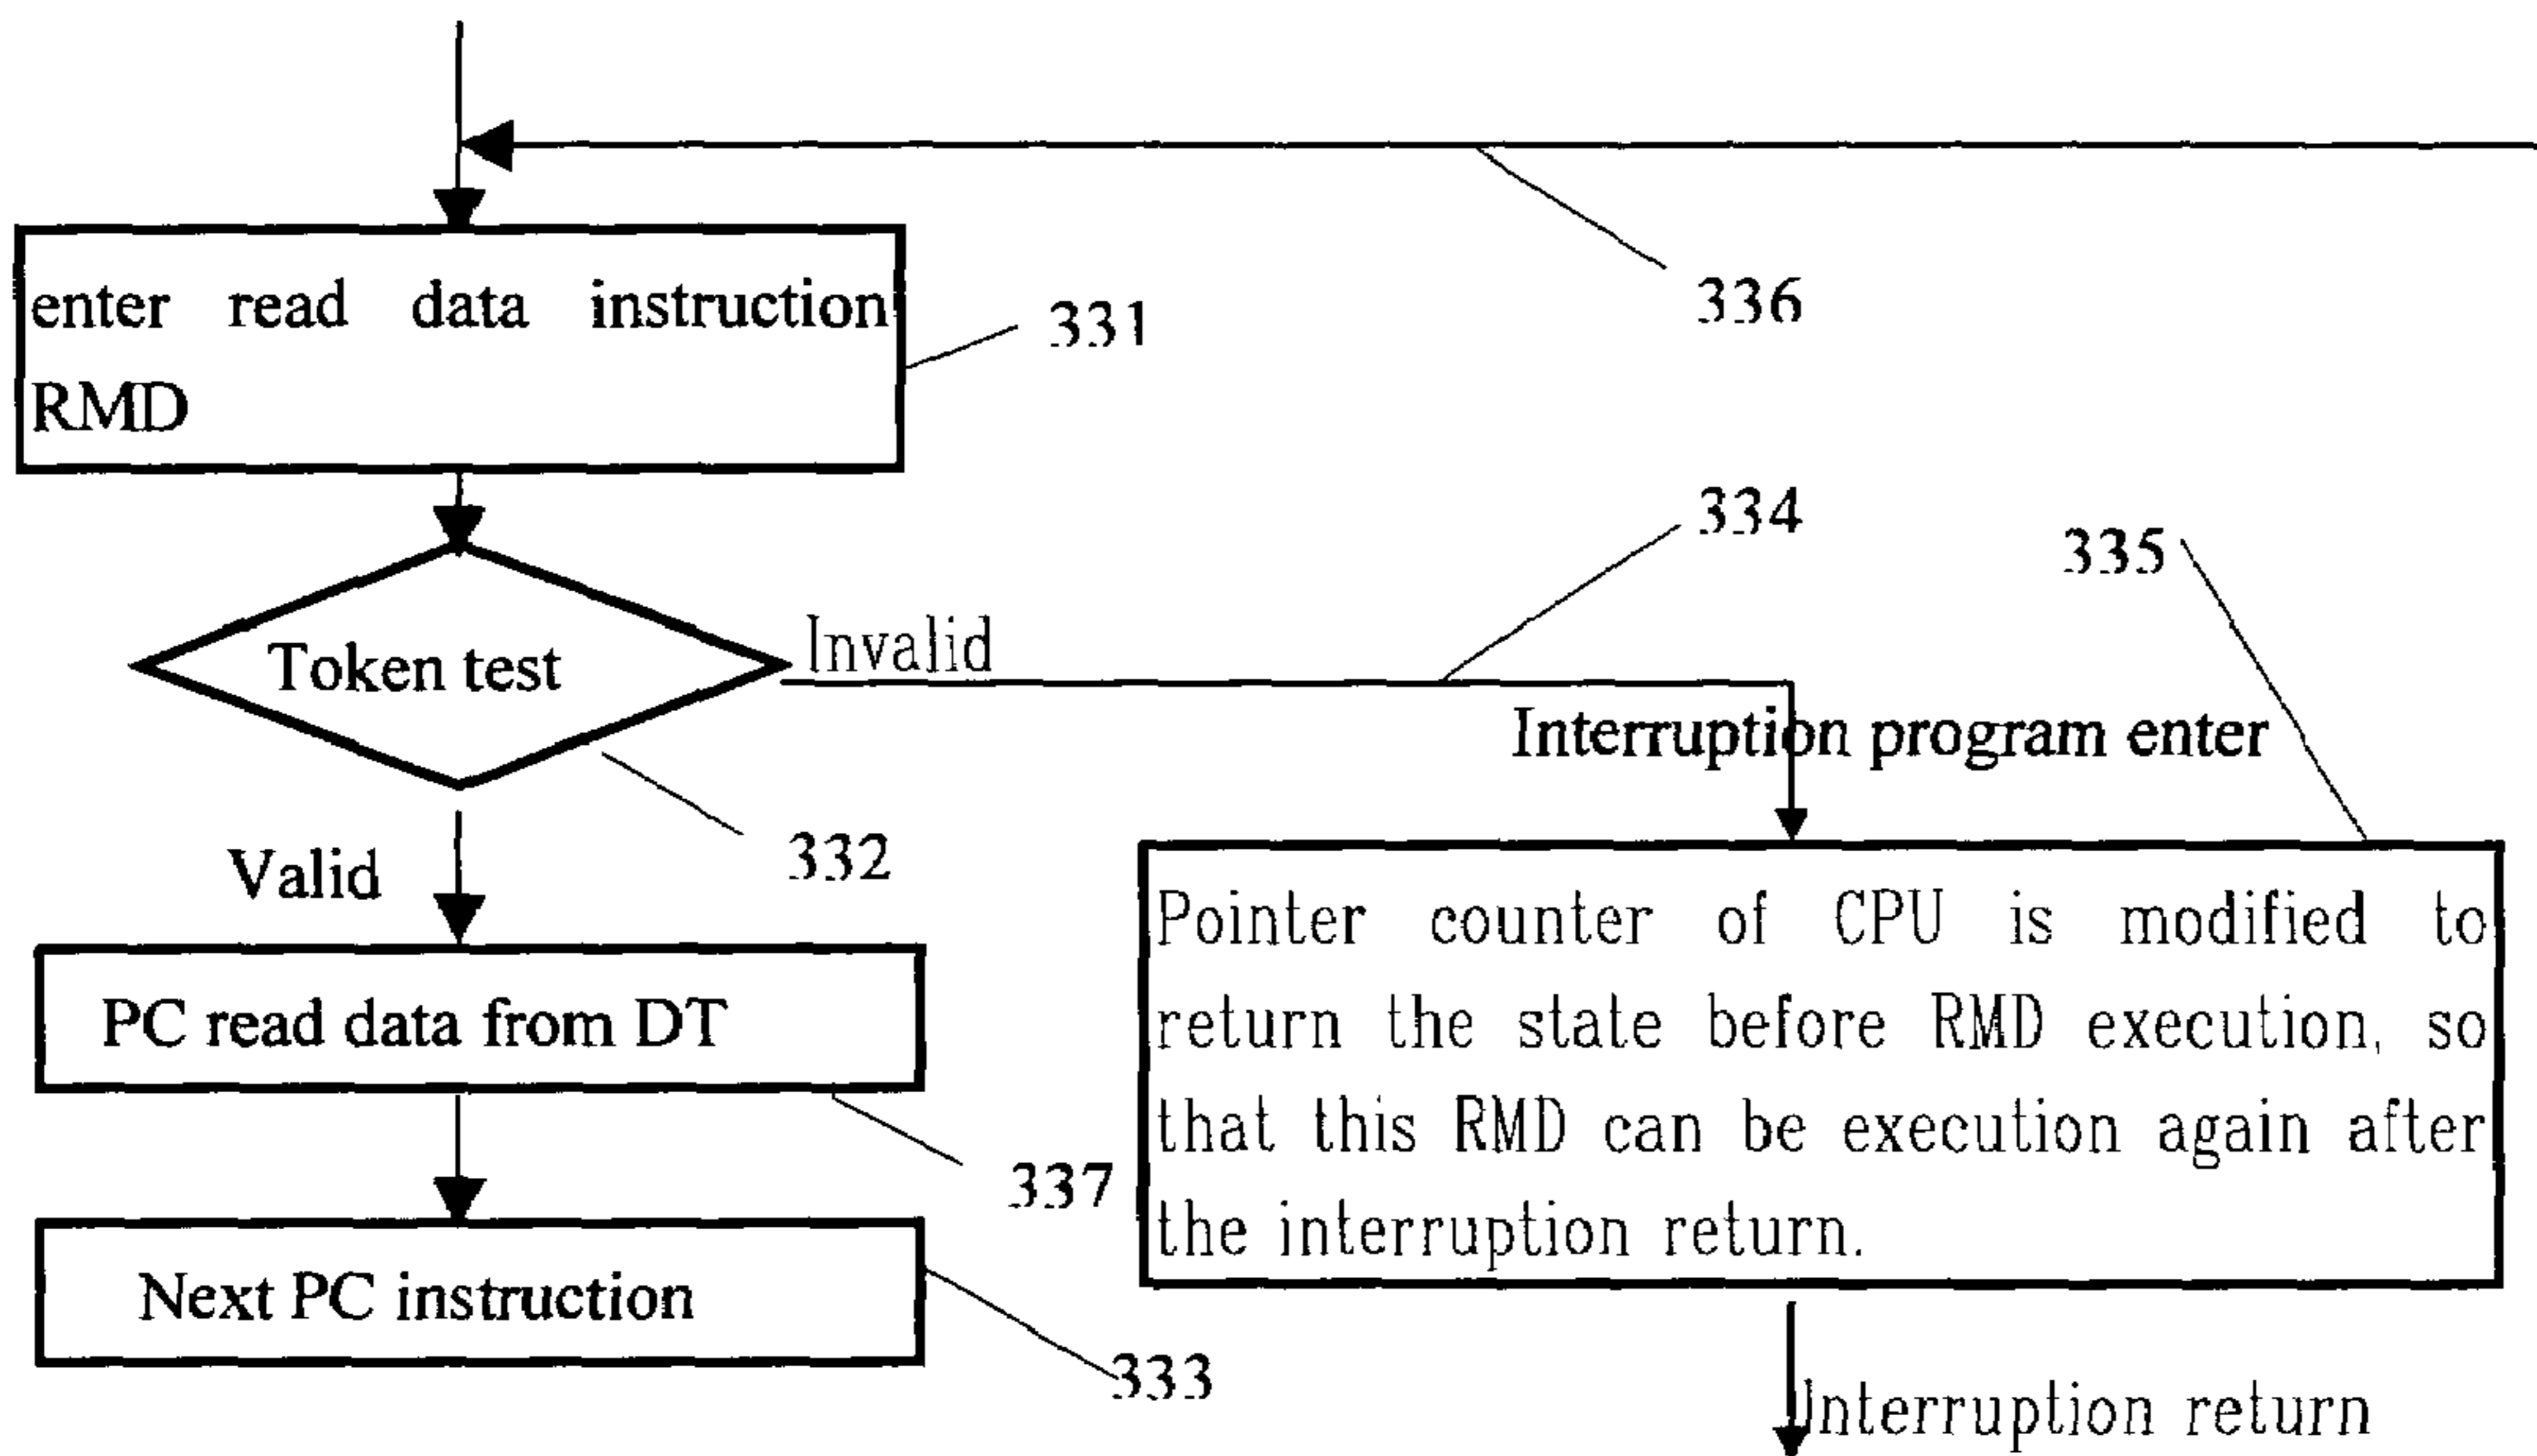 336
enter read data instruction
RMD
331
334
335
Token test
Invalid
Interruption program enter
332
Valid
Pointer counter of CPU is modified to
return the state before RMD execution, so
that this RMD can be execution again after
the interruption return.
PC read data from DT
337
Next PC instruction
333
Interruption return